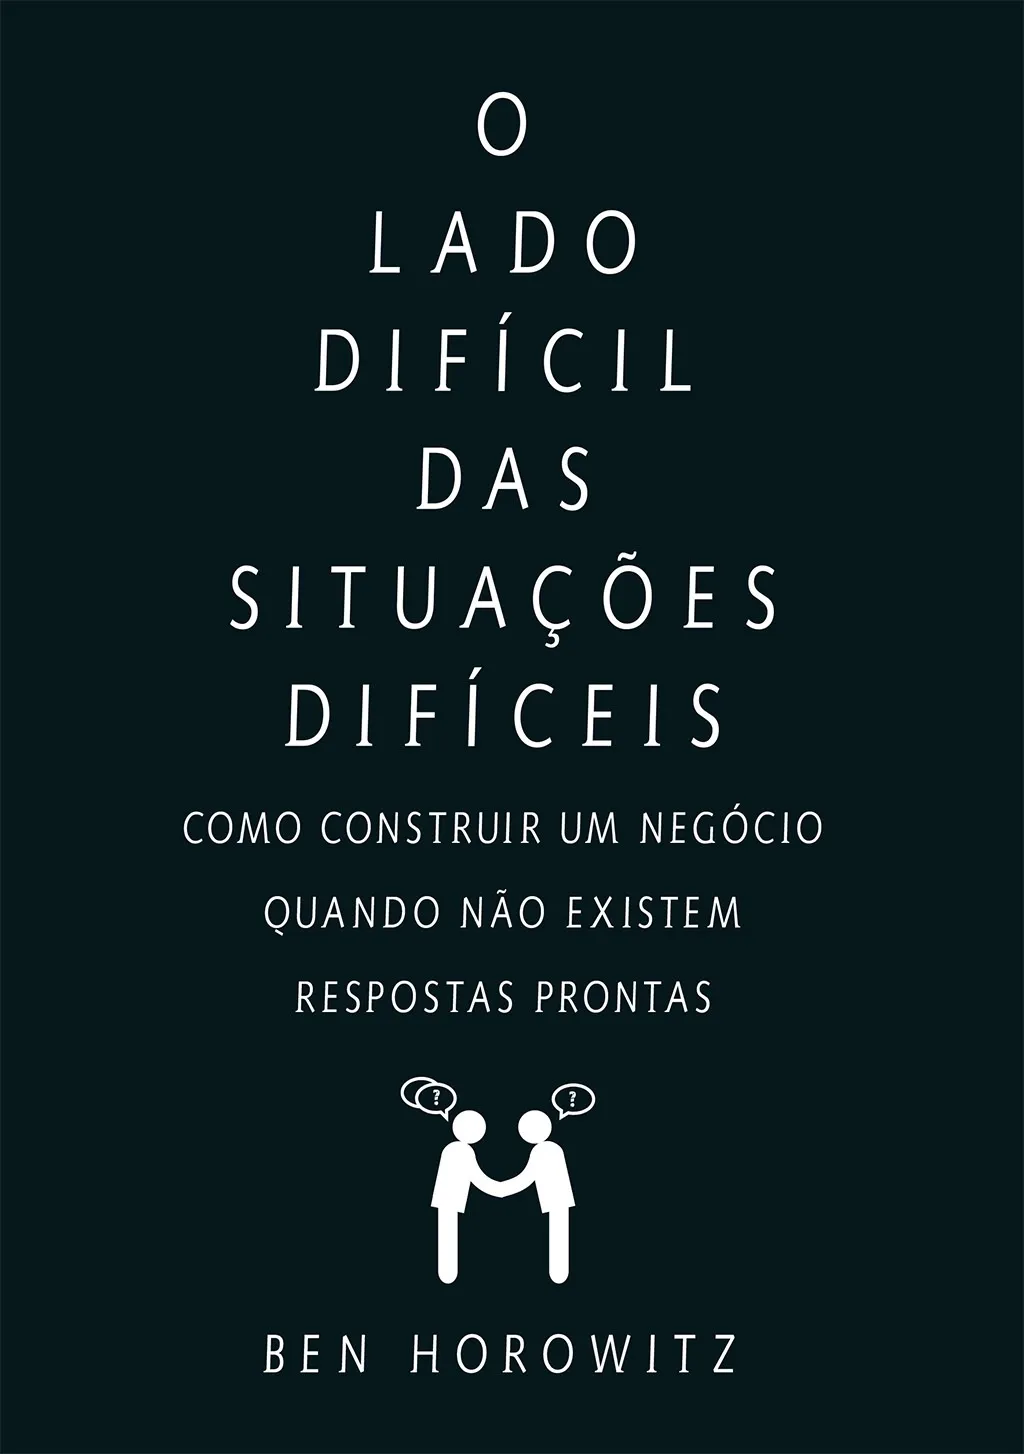 O
LADO
DIFÍCIL
DAS
SITUAÇÕES
DIFÍCEIS
COMO CONSTRUIR UM NEGÓCIO
QUANDO NÃO EXISTEM
RESPOSTAS PRONTAS
? ?
BEN HOROWITZ